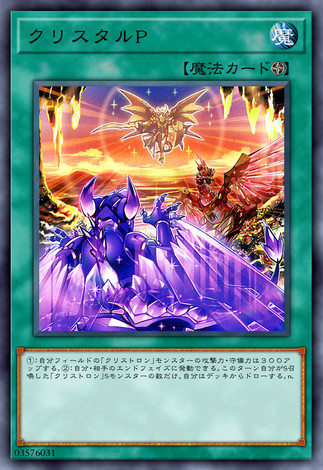 クリスタルP
魔
【魔法カード】
①:自分フィールドの「クリストロン」モンスターの攻撃力・守備力は３００ア
ップする。②:自分・相手のエンドフェイズに発動できる。このターン自分がS召
喚した「クリストロン」Sモンスターの数だけ、自分はデッキからドローする。n.
03576031